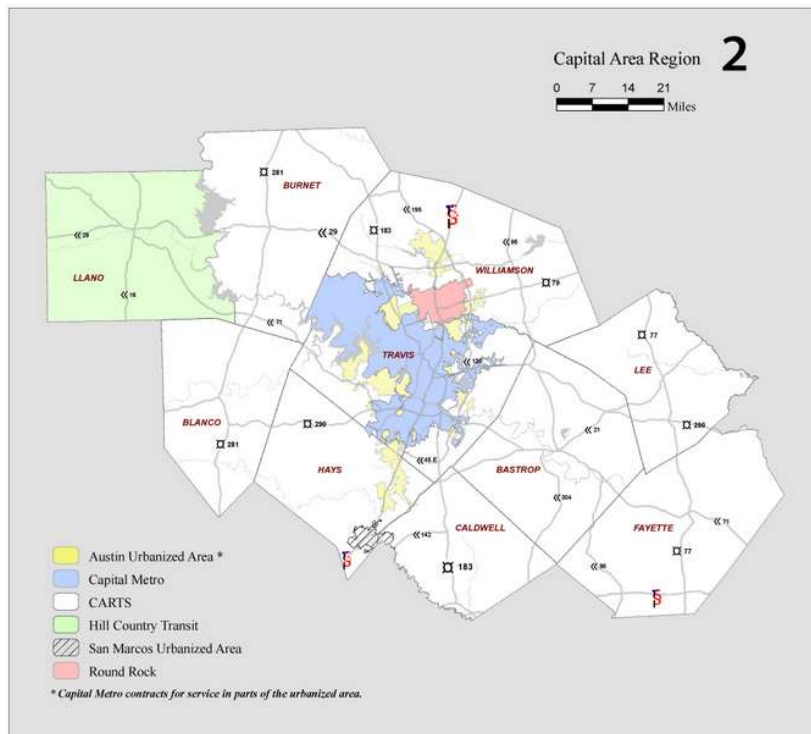 Capital Area Region 2
0 7 14 21
Miles
281
BURNET
195
29
183
95
WILLIAMSON
29
79
LLANO
16
71
77
TRAVIS
LEE
130
BLANCO
290
290
21
281
HAYS
45 E
BASTROP
304
142
CALDWELL
FAYETTE
71
183
77
Austin Urbanized Area *
Capital Metro
CARTS
Hill Country Transit
San Marcos Urbanized Area
Round Rock
* Capital Metro contracts for service in parts of the urbanized area.